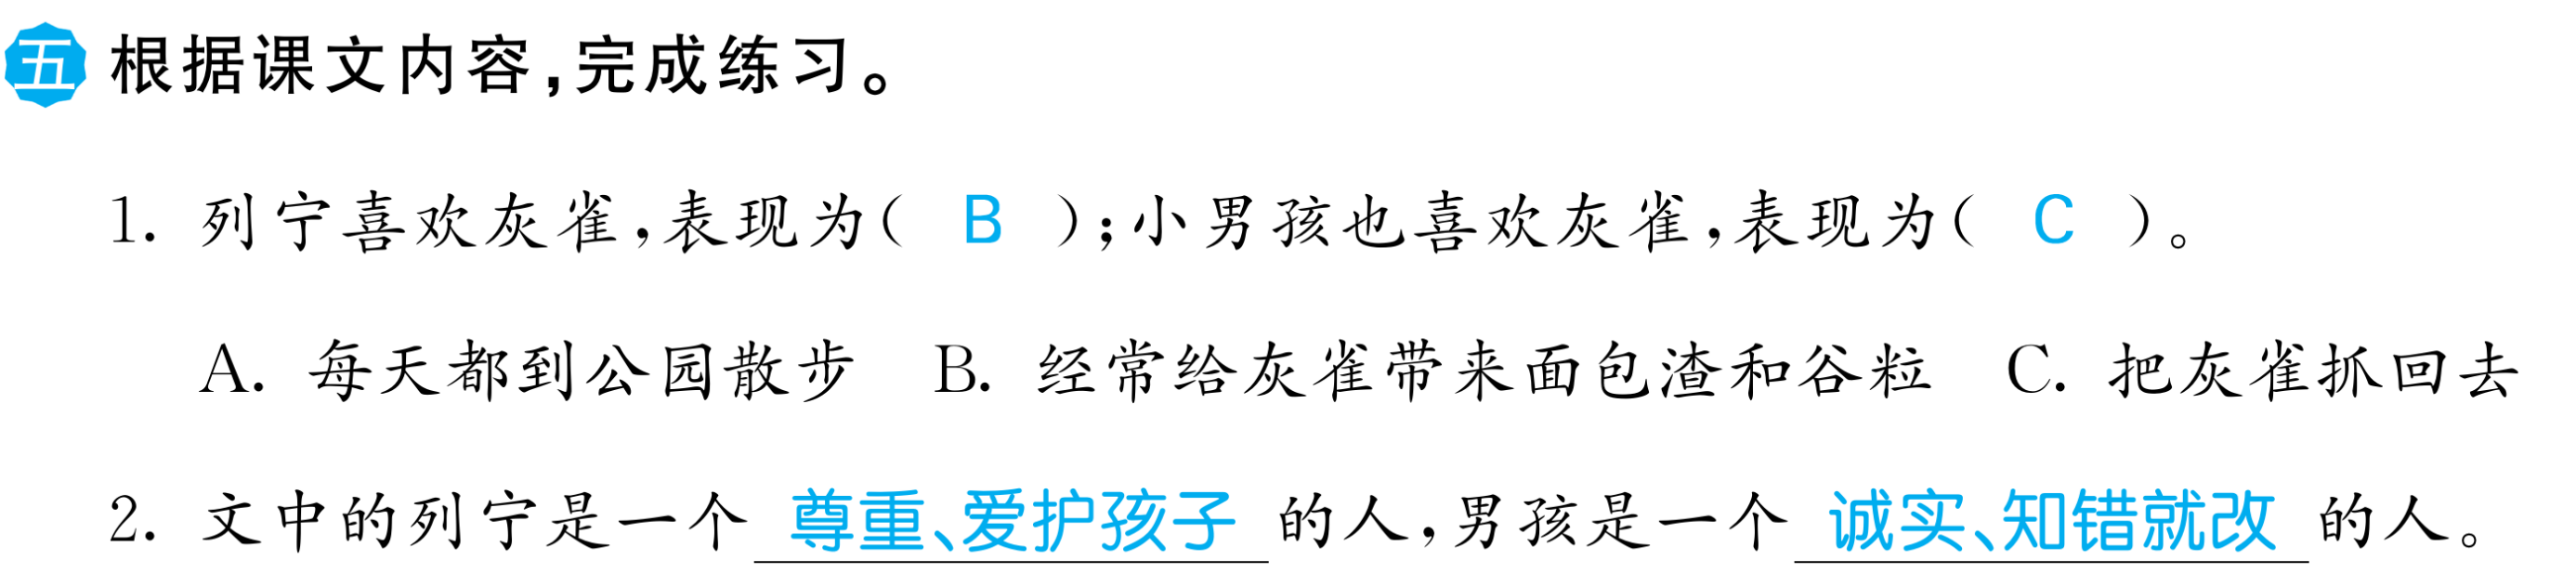 五 根据课文内容,完成练习。
1. 列宁喜欢灰雀,表现为( B );小男孩也喜欢灰雀,表现为( C )。
A. 每天都到公园散步 B. 经常给灰雀带来面包渣和谷粒 C. 把灰雀抓回去
2. 文中的列宁是一个 尊重、爱护孩子 的人,男孩是一个 诚实、知错就改 的人。